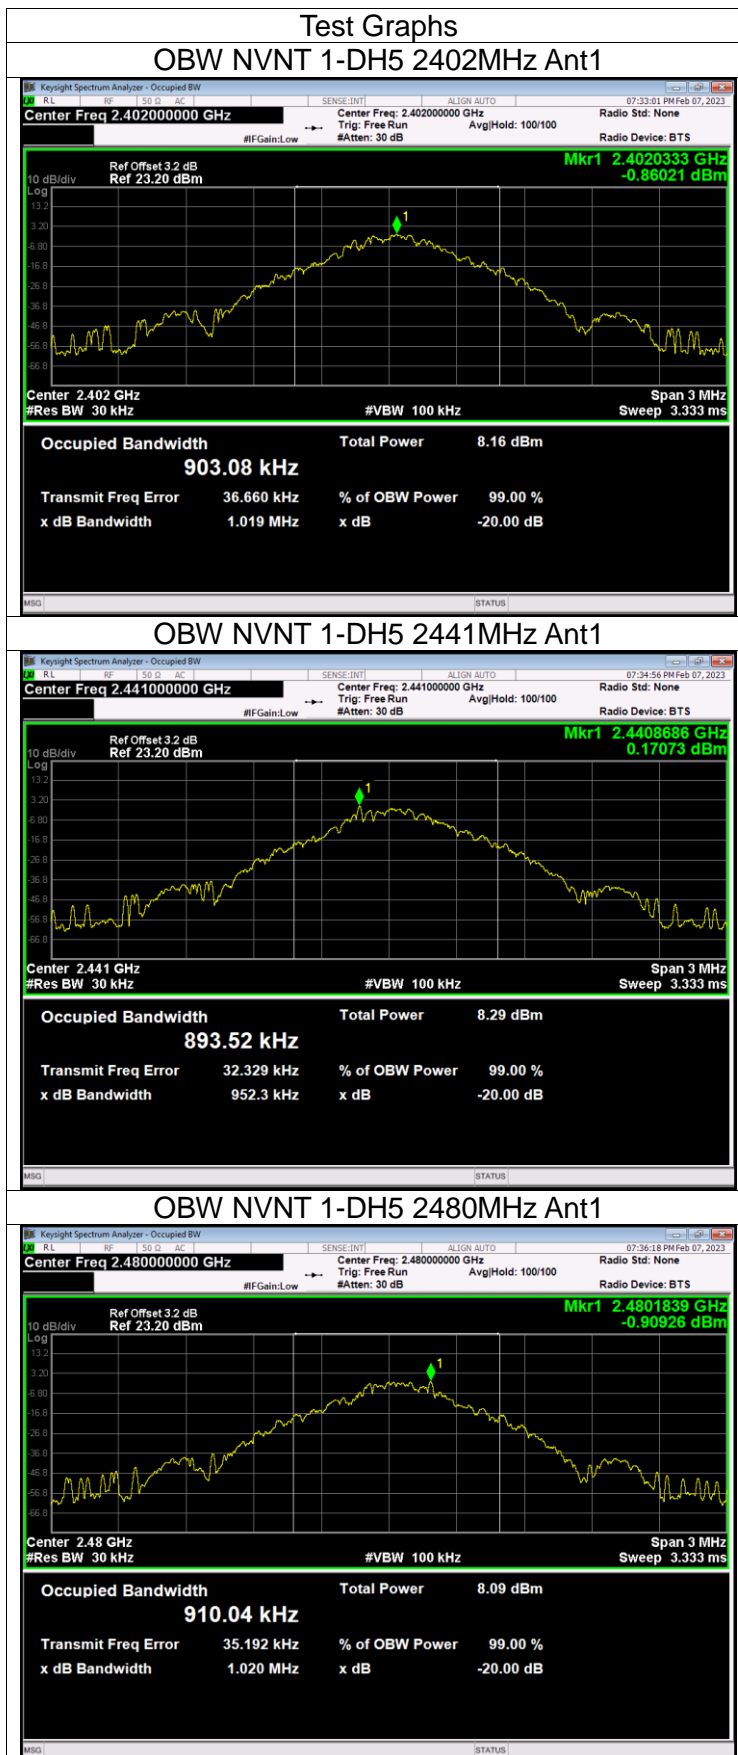 Test Graphs
OBW NVNT 1-DH5 2402MHz Ant1
Keysight Spectrum Analyzer - Occupied BW
RL RF 50 Ω AC SENSE:INT ALIGN AUTO 07:33:01 PM Feb 07, 2023
Center Freq 2.402000000 GHz Center Freq: 2.402000000 GHz Radio Std: None
Trig: Free Run Avg|Hold: 100/100
#IFGain:Low #Atten: 30 dB Radio Device: BTS
Mkr1 2.4020333 GHz
Ref Offset 3.2 dB -0.86021 dBm
10 dB/div Ref 23.20 dBm
Log
13.2
3.20
1
-6.80
-16.8
-26.8
-36.8
-46.8
-56.8
-66.8
Center 2.402 GHz Span 3 MHz
#Res BW 30 kHz #VBW 100 kHz Sweep 3.333 ms
Occupied Bandwidth Total Power 8.16 dBm
903.08 kHz
Transmit Freq Error 36.660 kHz % of OBW Power 99.00 %
x dB Bandwidth 1.019 MHz x dB -20.00 dB
MSG STATUS
OBW NVNT 1-DH5 2441MHz Ant1
Keysight Spectrum Analyzer - Occupied BW
RL RF 50 Ω AC SENSE:INT ALIGN AUTO 07:34:56 PM Feb 07, 2023
Center Freq 2.441000000 GHz Center Freq: 2.441000000 GHz Radio Std: None
Trig: Free Run Avg|Hold: 100/100
#IFGain:Low #Atten: 30 dB Radio Device: BTS
Mkr1 2.4408686 GHz
Ref Offset 3.2 dB 0.17073 dBm
10 dB/div Ref 23.20 dBm
Log
13.2
1
3.20
-6.80
-16.8
-26.8
-36.8
-46.8
-56.8
-66.8
Center 2.441 GHz Span 3 MHz
#Res BW 30 kHz #VBW 100 kHz Sweep 3.333 ms
Occupied Bandwidth Total Power 8.29 dBm
893.52 kHz
Transmit Freq Error 32.329 kHz % of OBW Power 99.00 %
x dB Bandwidth 952.3 kHz x dB -20.00 dB
MSG STATUS
OBW NVNT 1-DH5 2480MHz Ant1
Keysight Spectrum Analyzer - Occupied BW
RL RF 50 Ω AC SENSE:INT ALIGN AUTO 07:36:18 PM Feb 07, 2023
Center Freq 2.480000000 GHz Center Freq: 2.480000000 GHz Radio Std: None
Trig: Free Run Avg|Hold: 100/100
#IFGain:Low #Atten: 30 dB Radio Device: BTS
Mkr1 2.4801839 GHz
Ref Offset 3.2 dB -0.90926 dBm
10 dB/div Ref 23.20 dBm
Log
13.2
1
3.20
-6.80
-16.8
-26.8
-36.8
-46.8
-56.8
-66.8
Center 2.48 GHz Span 3 MHz
#Res BW 30 kHz #VBW 100 kHz Sweep 3.333 ms
Occupied Bandwidth Total Power 8.09 dBm
910.04 kHz
Transmit Freq Error 35.192 kHz % of OBW Power 99.00 %
x dB Bandwidth 1.020 MHz x dB -20.00 dB
MSG STATUS